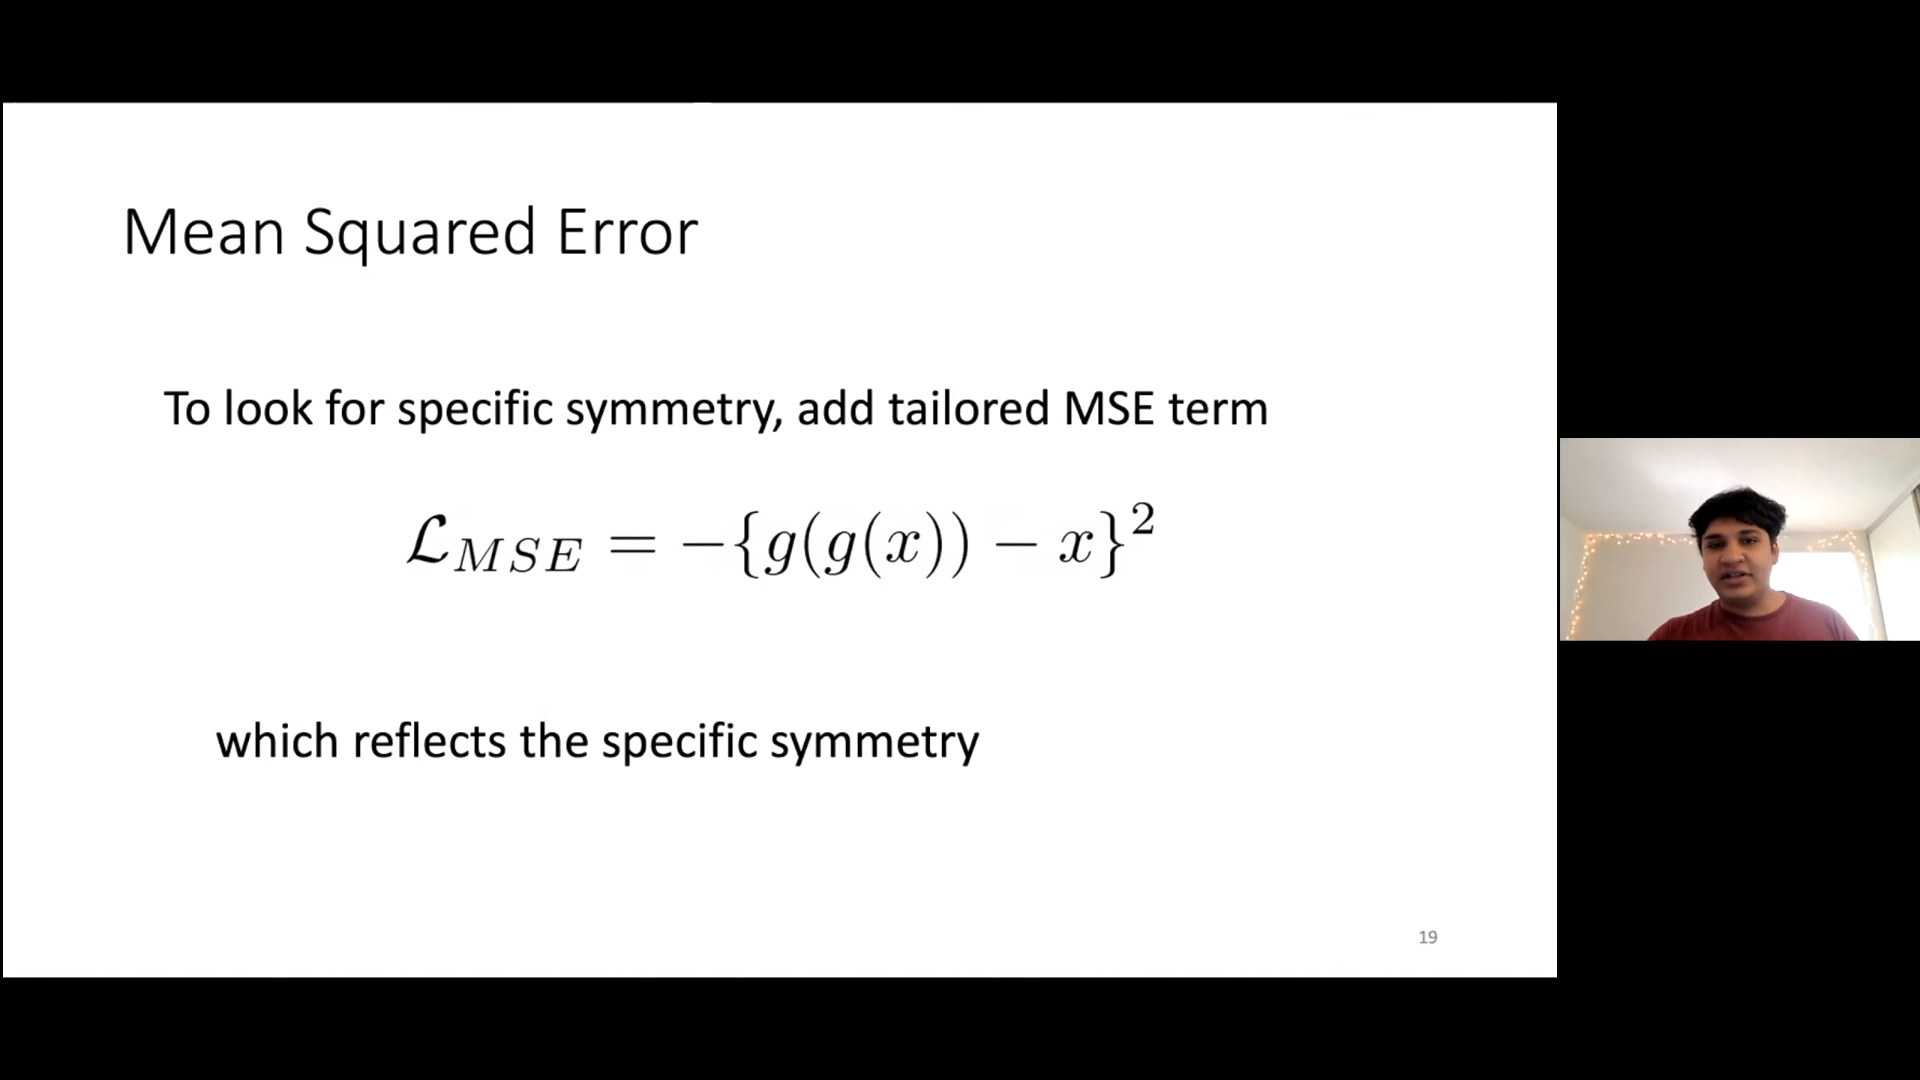 Mean Squared Error
To look for specific symmetry, add tailored MSE term
$\mathcal{L}_{MSE} = -\{g(g(x)) - x\}^2$
which reflects the specific symmetry
19